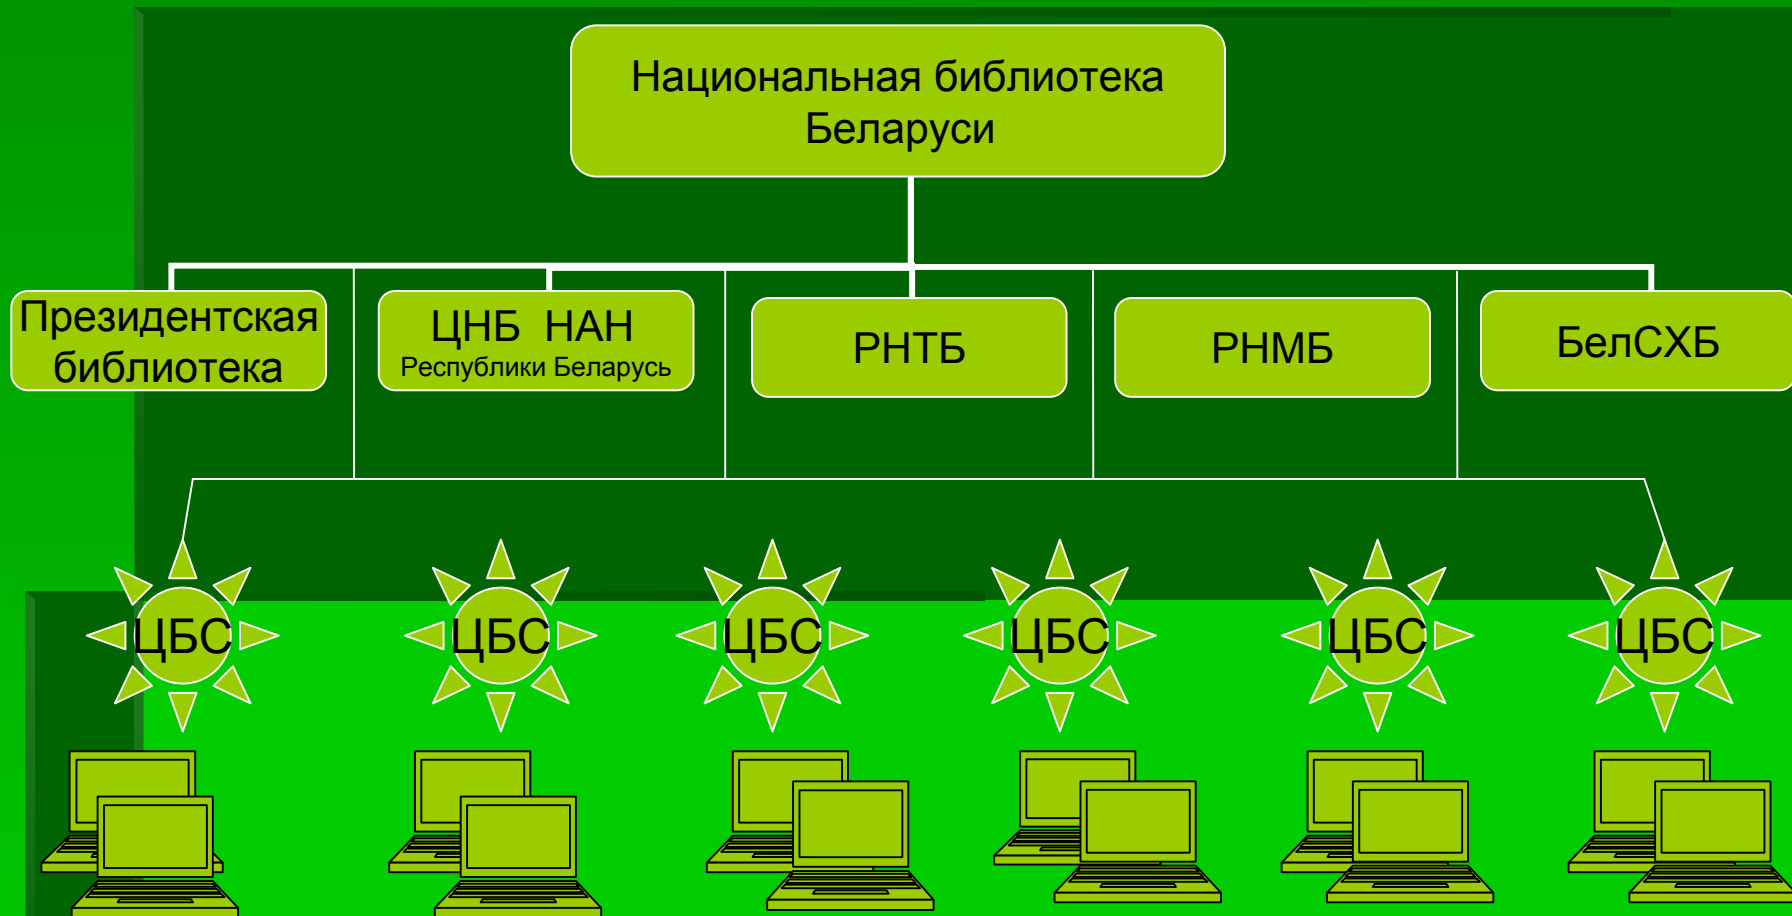 Национальная библиотека
Беларуси
Президентская
библиотека
ЦНБ НАН
Республики Беларусь
РНТБ
РНМБ
БелСХБ
ЦБС
ЦБС
ЦБС
ЦБС
ЦБС
ЦБС